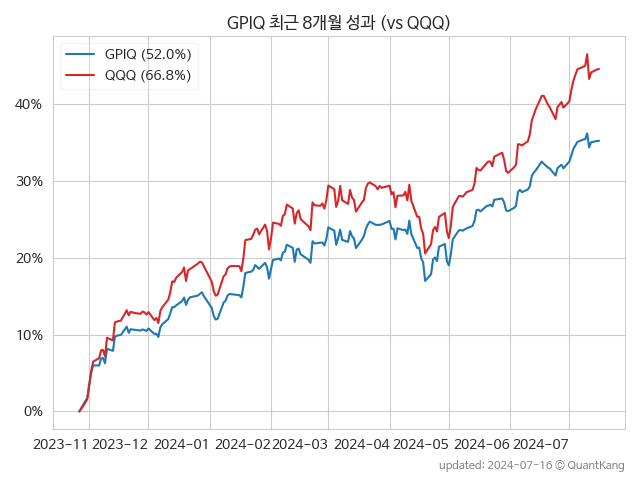 GPIQ 최근 8개월 성과 (vs QQQ)
GPIQ (52.0%)
QQQ (66.8%)
40%
30%
20%
10%
0%
2023-11 2023-12 2024-01 2024-02 2024-03 2024-04 2024-05 2024-06 2024-07
updated: 2024-07-16 © QuantKang